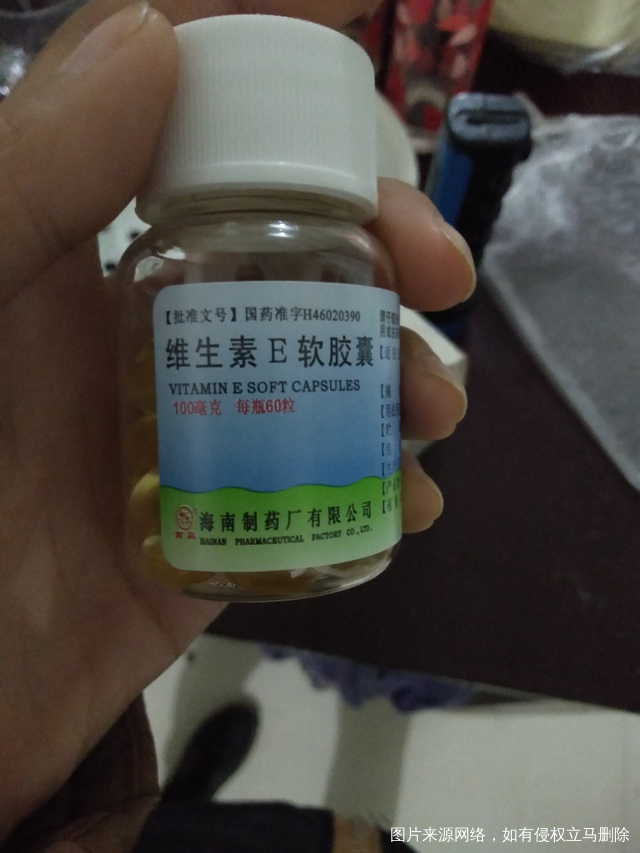 【批准文号】国药准字H46020390
维生素E软胶囊
VITAMIN E SOFT CAPSULES
100毫克 每瓶60粒
海南制药厂有限公司
HAINAN PHARMACEUTICAL FACTORY CO.,LTD.
图片来源网络，如有侵权立马删除